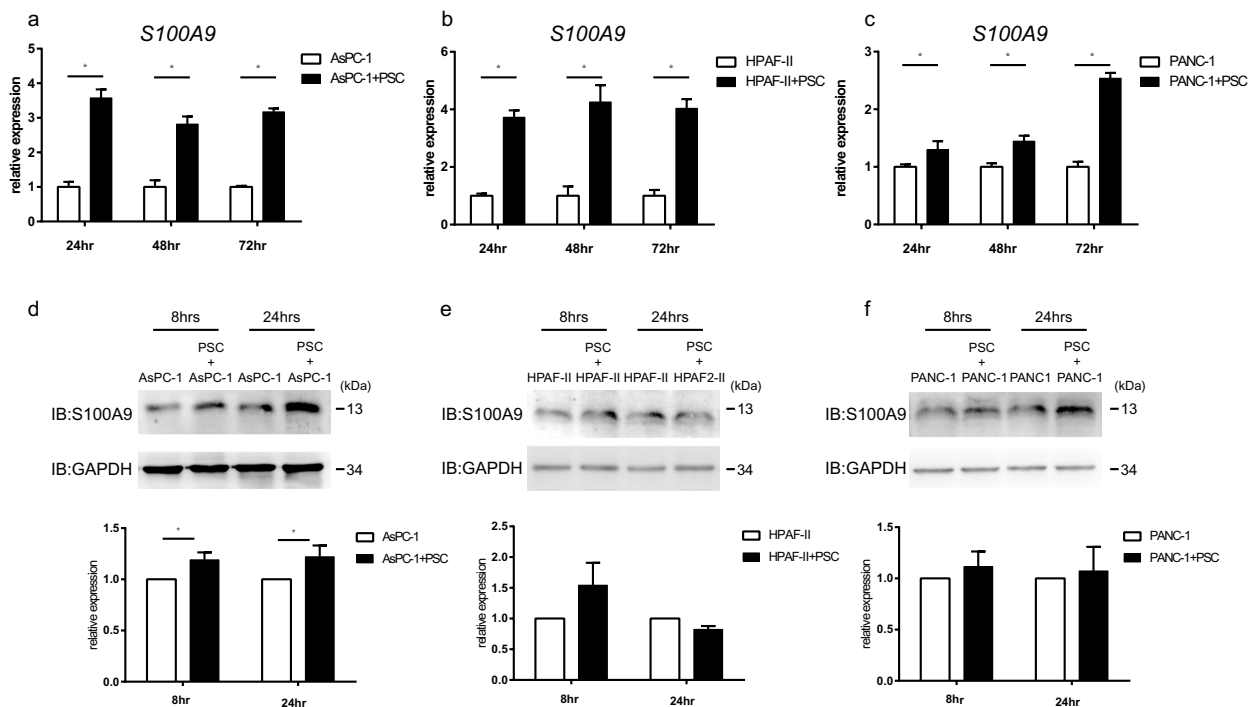 a
S100A9
relative expression
5
4
3
2
1
0
24hr
48hr
72hr
*
*
*
AsPC-1
AsPC-1+PSC
b
S100A9
relative expression
6
4
2
0
24hr
48hr
72hr
*
*
*
HPAF-II
HPAF-II+PSC
c
S100A9
relative expression
3
2
1
0
24hr
48hr
72hr
*
*
*
PANC-1
PANC-1+PSC
d
8hrs 24hrs
PSC PSC
+ +
AsPC-1 AsPC-1 AsPC-1 AsPC-1 (kDa)
IB:S100A9 –13
IB:GAPDH –34
relative expression
1.5
1.0
0.5
0.0
8hr
24hr
*
*
AsPC-1
AsPC-1+PSC
e
8hrs 24hrs
PSC PSC
+ +
HPAF-II HPAF-II HPAF-II HPAF2-II (kDa)
IB:S100A9 –13
IB:GAPDH –34
relative expression
2.5
2.0
1.5
1.0
0.5
0.0
8hr
24hr
HPAF-II
HPAF-II+PSC
f
8hrs 24hrs
PSC PSC
+ +
PANC-1 PANC-1 PANC1 PANC-1 (kDa)
IB:S100A9 –13
IB:GAPDH –34
relative expression
1.5
1.0
0.5
0.0
8hr
24hr
PANC-1
PANC-1+PSC